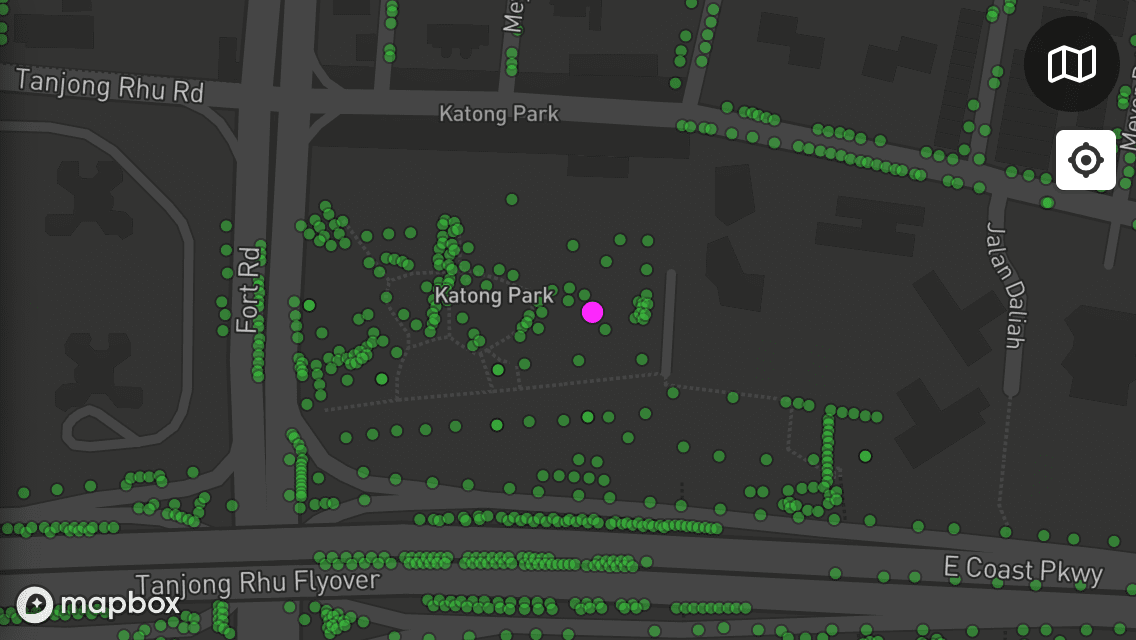 Tanjong Rhu Rd
Katong Park
Fort Rd
Katong Park
Jalan Daliah
E Coast Pkwy
Tanjong Rhu Flyover
mapbox